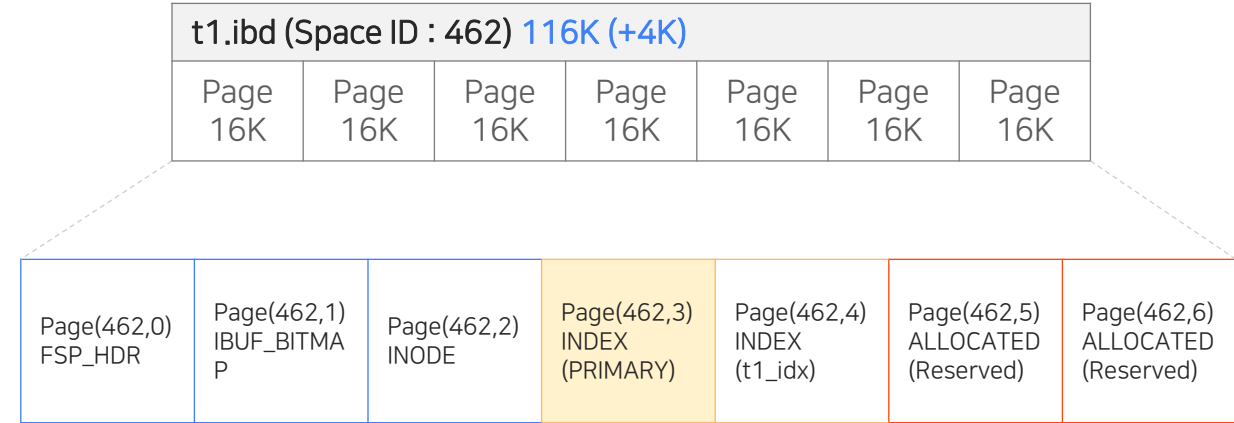 t1.ibd (Space ID : 462) 116K (+4K)
Page Page Page Page Page Page Page
16K 16K 16K 16K 16K 16K 16K
Page(462,0)
FSP_HDR
Page(462,1)
IBUF_BITMA
P
Page(462,2)
INODE
Page(462,3)
INDEX
(PRIMARY)
Page(462,4)
INDEX
(t1_idx)
Page(462,5)
ALLOCATED
(Reserved)
Page(462,6)
ALLOCATED
(Reserved)